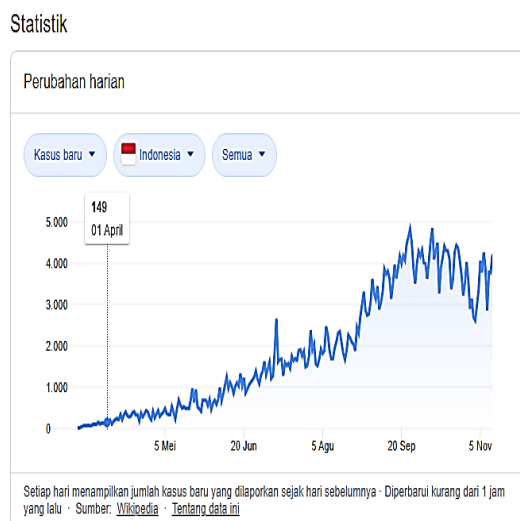 Statistik
Perubahan harian
Kasus baru
Indonesia
Semua
149
01 April
5.000
4.000
3.000
2.000
1.000
0
5 Mei
20 Jun
5 Agu
20 Sep
5 Nov
Setiap hari menampilkan jumlah kasus baru yang dilaporkan sejak hari sebelumnya · Diperbarui kurang dari 1 jam
yang lalu · Sumber: Wikipedia · Tentang data ini